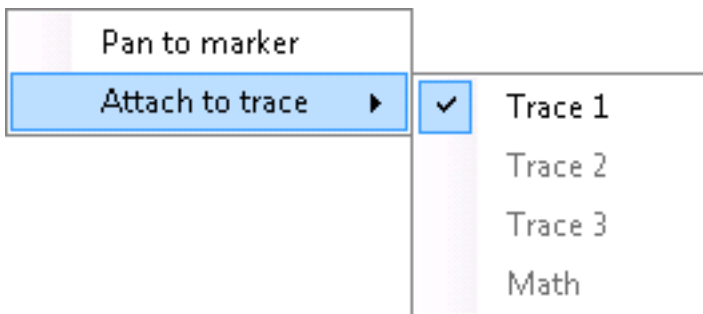 Pan to marker
Attach to trace
Trace 1
Trace 2
Trace 3
Math